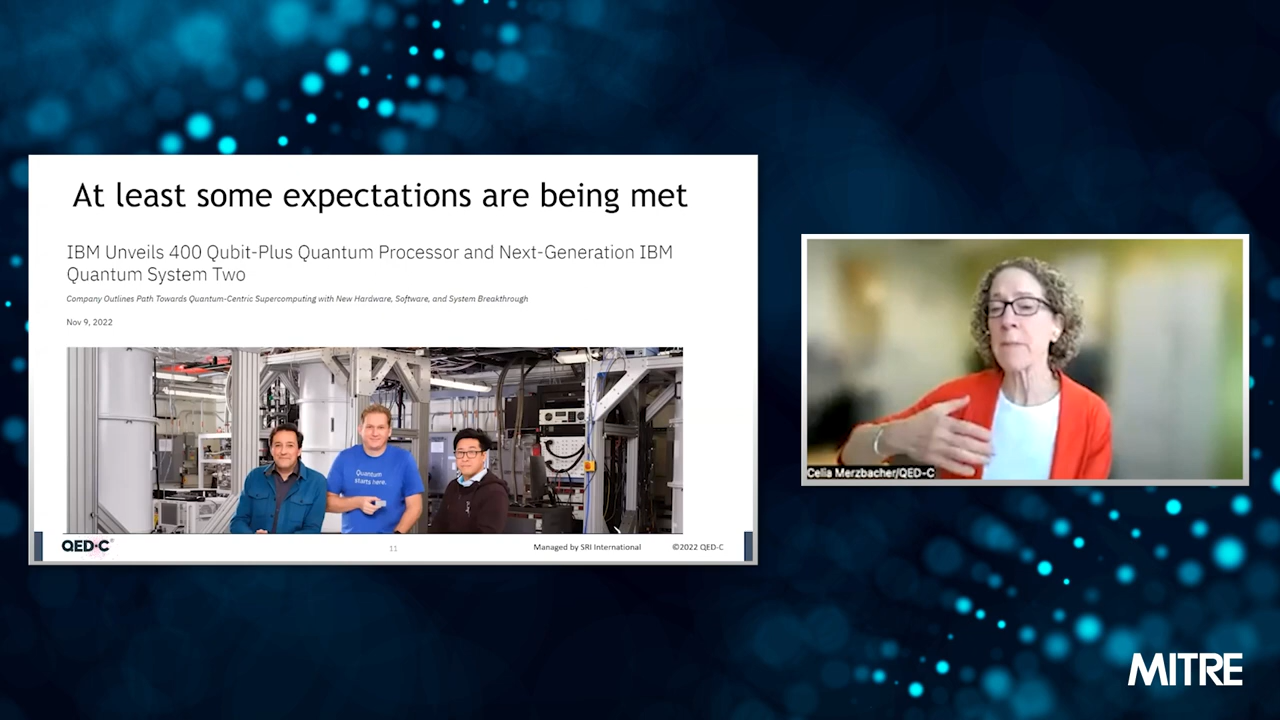 At least some expectations are being met
IBM Unveils 400 Qubit-Plus Quantum Processor and Next-Generation IBM
Quantum System Two
Company Outlines Path Towards Quantum-Centric Supercomputing with New Hardware, Software, and System Breakthrough
Nov 9, 2022
Quantum
starts here.
QED·C®
11
Managed by SRI International
©2022 QED-C
Celia Merzbacher/QED-C
MITRE